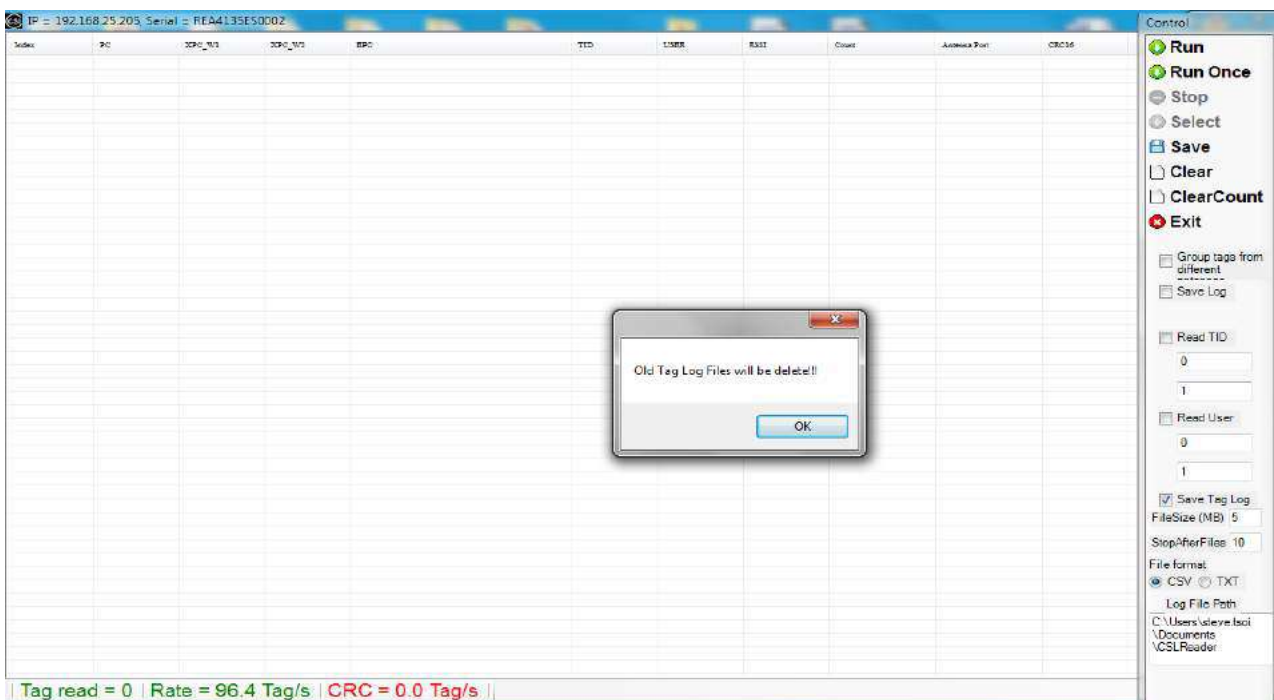 IP = 192.168.25.205, Serial = REA4135ES0002
Index PC XPC_W1 XPC_W2 EPC TID USER RSSI Count Antenna Port CRC16
Control
Run
Run Once
Stop
Select
Save
Clear
ClearCount
Exit
Group tags from
different
Save Log
Read TID
0
1
Read User
0
1
Save Tag Log
FileSize (MB) 5
StopAfterFiles 10
File format
CSV TXT
Log File Path
C:\Users\steve.tsoi
\Documents
\CSLReader
Old Tag Log Files will be delete!!!
OK
Tag read = 0 Rate = 96.4 Tag/s CRC = 0.0 Tag/s